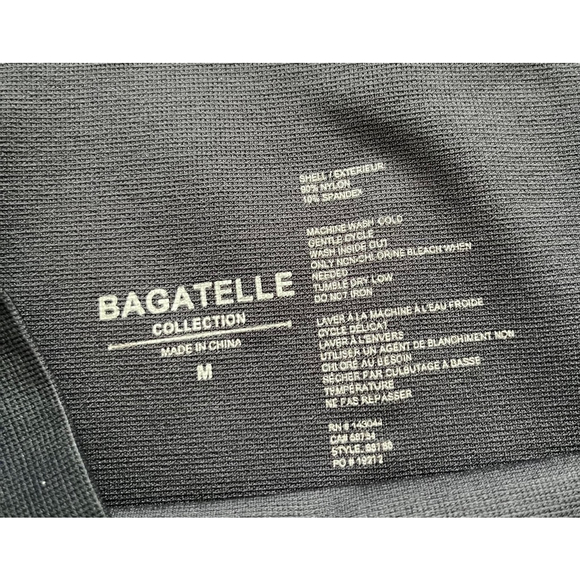 BAGATELLE
COLLECTION
MADE IN CHINA
M
SHELL / EXTERIEUR
90% NYLON
10% SPANDEX
MACHINE WASH COLD
GENTLE CYCLE
WASH INSIDE OUT
ONLY NON-CHLORINE BLEACH WHEN
NEEDED
TUMBLE DRY LOW
DO NOT IRON
LAVER À LA MACHINE À L'EAU FROIDE
CYCLE DÉLICAT
LAVER À L'ENVERS
UTILISER UN AGENT DE BLANCHIMENT NON
CHLORE AU BESOIN
SÉCHER PAR CULBUTAGE À BASSE
TEMPÉRATURE
NE PAS REPASSER
RN # 143044
CA#
STYLE:
PO # 19212